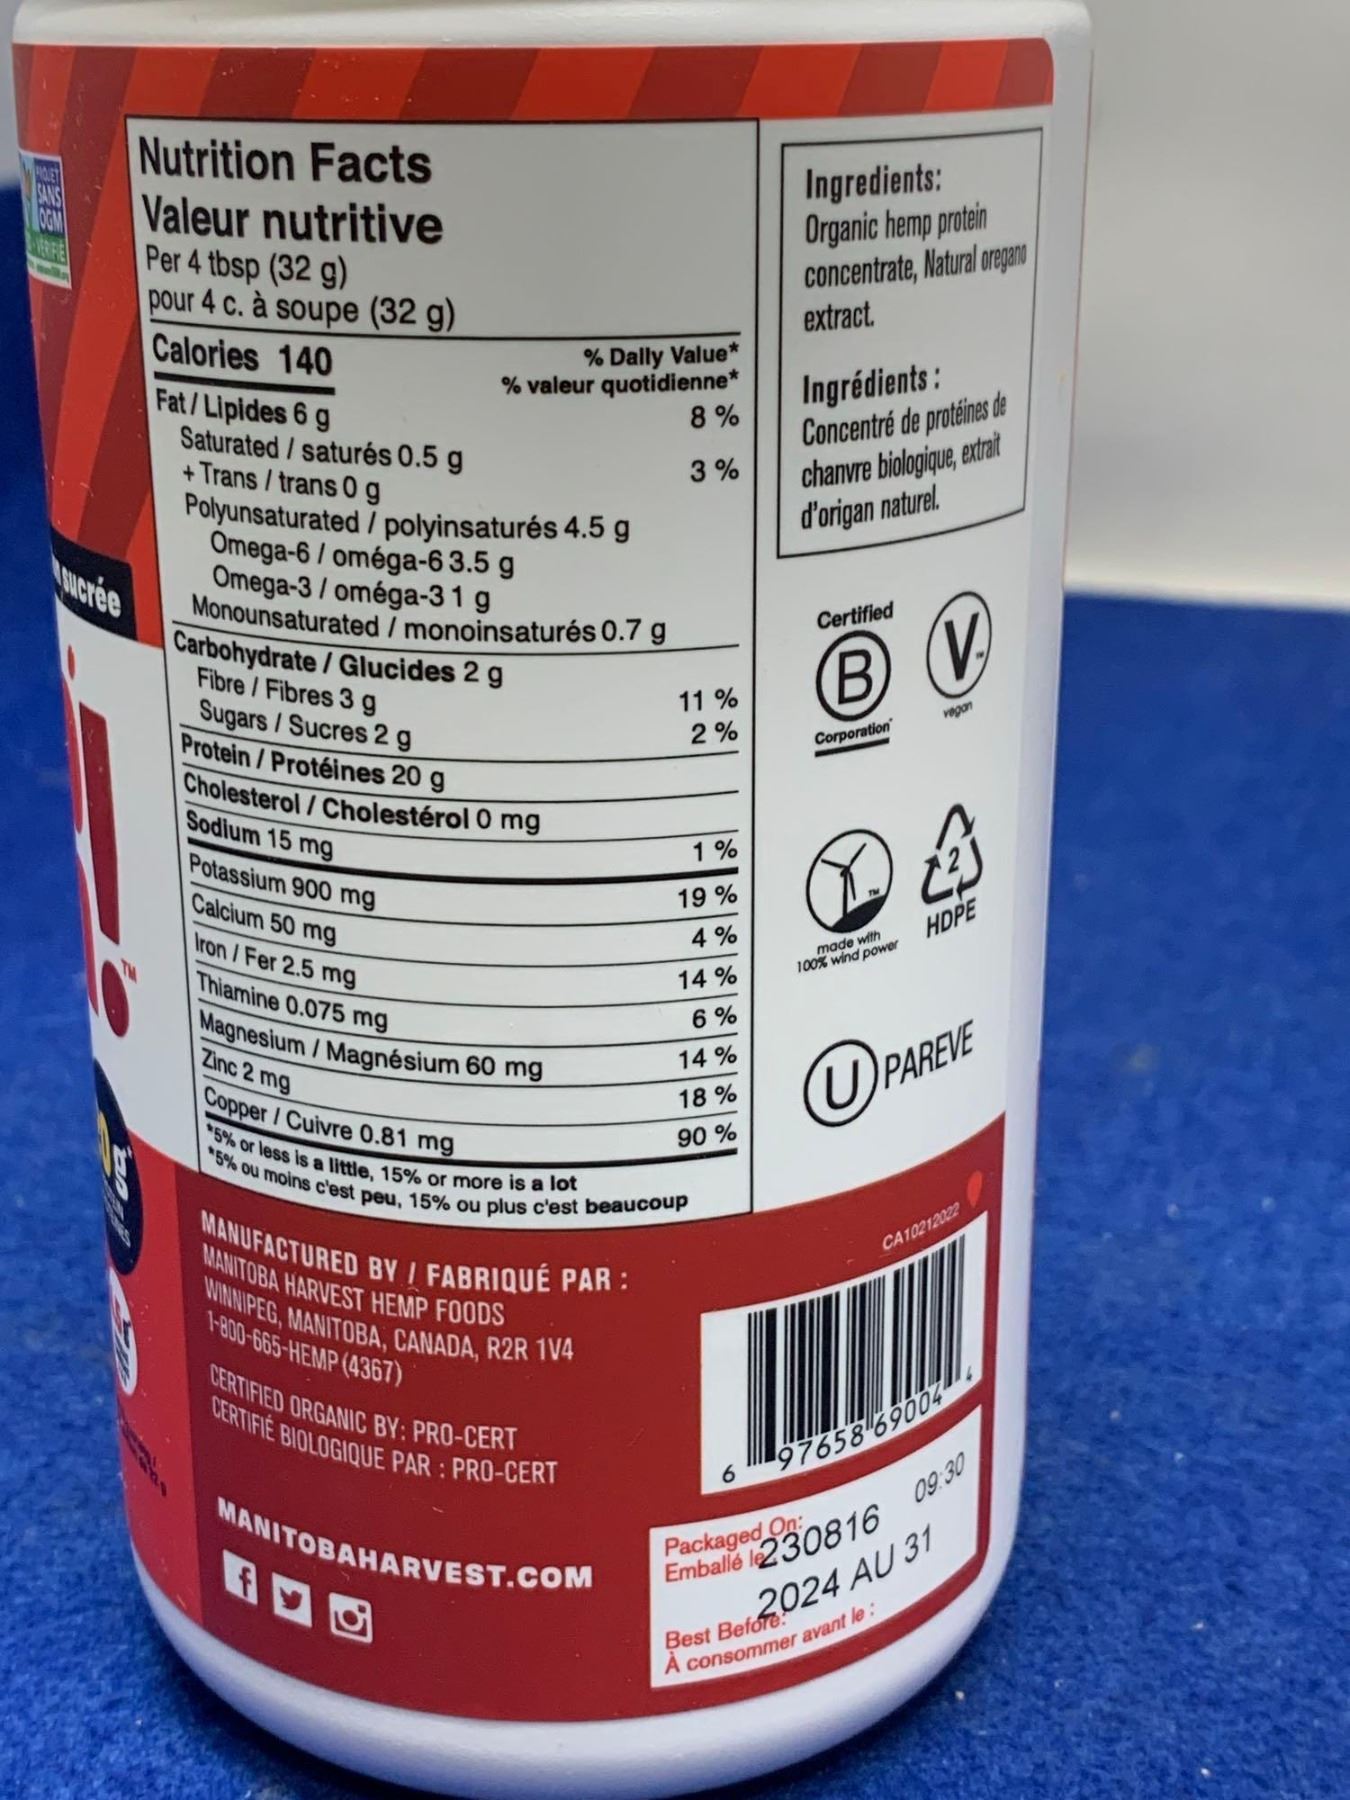 PROJET
SANS
OGM
VÉRIFIÉ
sucrée
TM
g
Nutrition Facts
Valeur nutritive
Per 4 tbsp (32 g)
pour 4 c. à soupe (32 g)
Calories 140
% Daily Value*
% valeur quotidienne*
Fat / Lipides 6 g 8 %
Saturated / saturés 0.5 g
+ Trans / trans 0 g 3 %
Polyunsaturated / polyinsaturés 4.5 g
Omega-6 / oméga-6 3.5 g
Omega-3 / oméga-3 1 g
Monounsaturated / monoinsaturés 0.7 g
Carbohydrate / Glucides 2 g
Fibre / Fibres 3 g 11 %
Sugars / Sucres 2 g 2 %
Protein / Protéines 20 g
Cholesterol / Cholestérol 0 mg
Sodium 15 mg 1 %
Potassium 900 mg 19 %
Calcium 50 mg 4 %
Iron / Fer 2.5 mg 14 %
Thiamine 0.075 mg 6 %
Magnesium / Magnésium 60 mg 14 %
Zinc 2 mg 18 %
Copper / Cuivre 0.81 mg 90 %
*5% or less is a little, 15% or more is a lot
*5% ou moins c'est peu, 15% ou plus c'est beaucoup
Ingredients:
Organic hemp protein
concentrate, Natural oregano
extract.
Ingrédients :
Concentré de protéines de
chanvre biologique, extrait
d'origan naturel.
Certified
B
Corporation
V TM
vegan
TM
made with
100% wind power
2
HDPE
U PAREVE
MANUFACTURED BY / FABRIQUÉ PAR :
MANITOBA HARVEST HEMP FOODS
WINNIPEG, MANITOBA, CANADA, R2R 1V4
1-800-665-HEMP (4367)
CERTIFIED ORGANIC BY: PRO-CERT
CERTIFIÉ BIOLOGIQUE PAR : PRO-CERT
MANITOBAHARVEST.COM
CA10212022
6 97658 69004 4
Packaged On:
Emballé le: 230816 09:30
2024 AU 31
Best Before:
À consommer avant le :